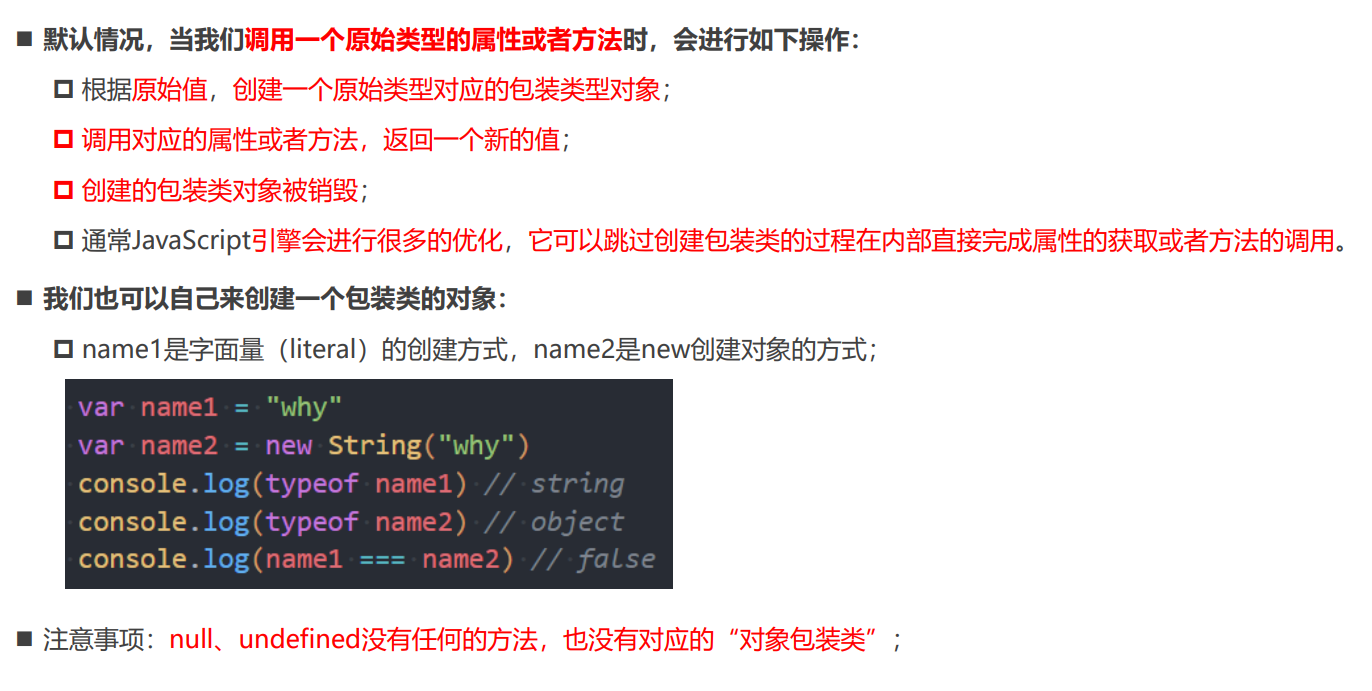 默认情况，当我们调用一个原始类型的属性或者方法时，会进行如下操作：
根据原始值，创建一个原始类型对应的包装类型对象；
调用对应的属性或者方法，返回一个新的值；
创建的包装类对象被销毁；
通常JavaScript引擎会进行很多的优化，它可以跳过创建包装类的过程在内部直接完成属性的获取或者方法的调用。
我们也可以自己来创建一个包装类的对象：
name1是字面量（literal）的创建方式，name2是new创建对象的方式；
var name1 = "why"
var name2 = new String("why")
console.log(typeof name1) // string
console.log(typeof name2) // object
console.log(name1 === name2) // false
注意事项：null、undefined没有任何的方法，也没有对应的“对象包装类”；